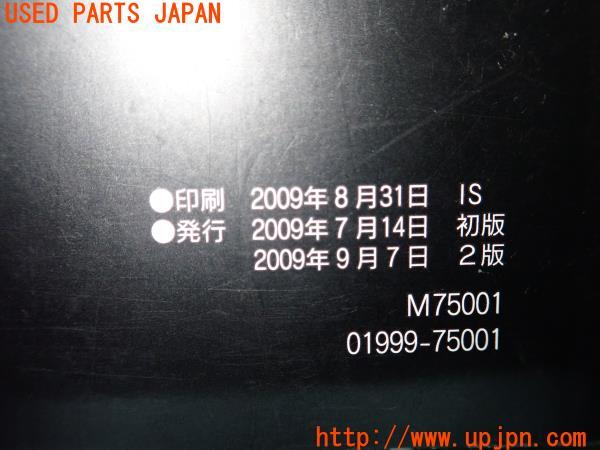 USED PARTS JAPAN
●印刷 2009年8月31日 IS
●発行 2009年7月14日 初版
2009年9月7日 2版
M75001
01999-75001
http://www.upjpn.com